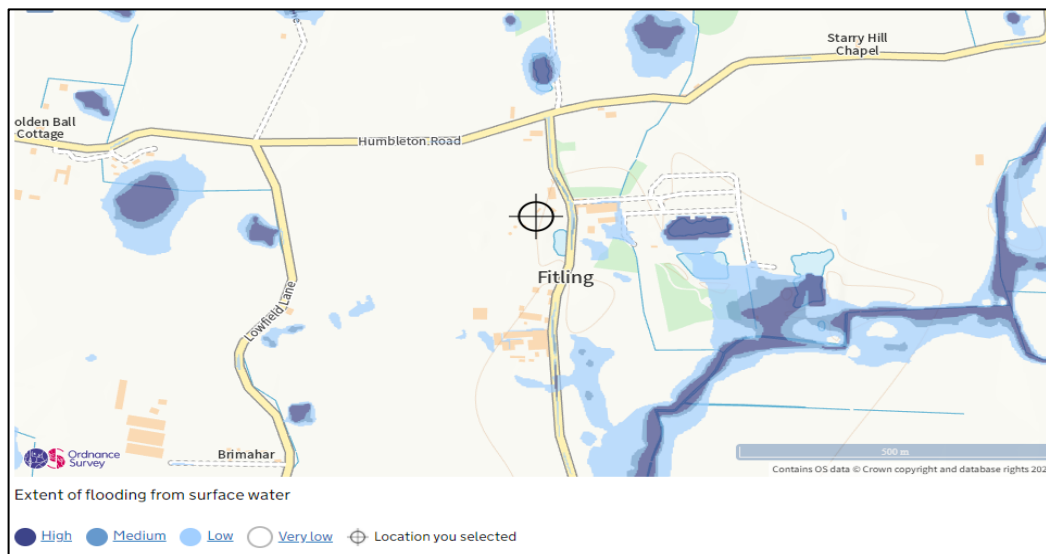 Starry Hill
Chapel
olden Ball
Cottage
Humbleton Road
Fitling
Lowfield Lane
Brimahar
Ordnance
Survey
500 m
Contains OS data © Crown copyright and database rights 202
Extent of flooding from surface water
High Medium Low Very low Location you selected